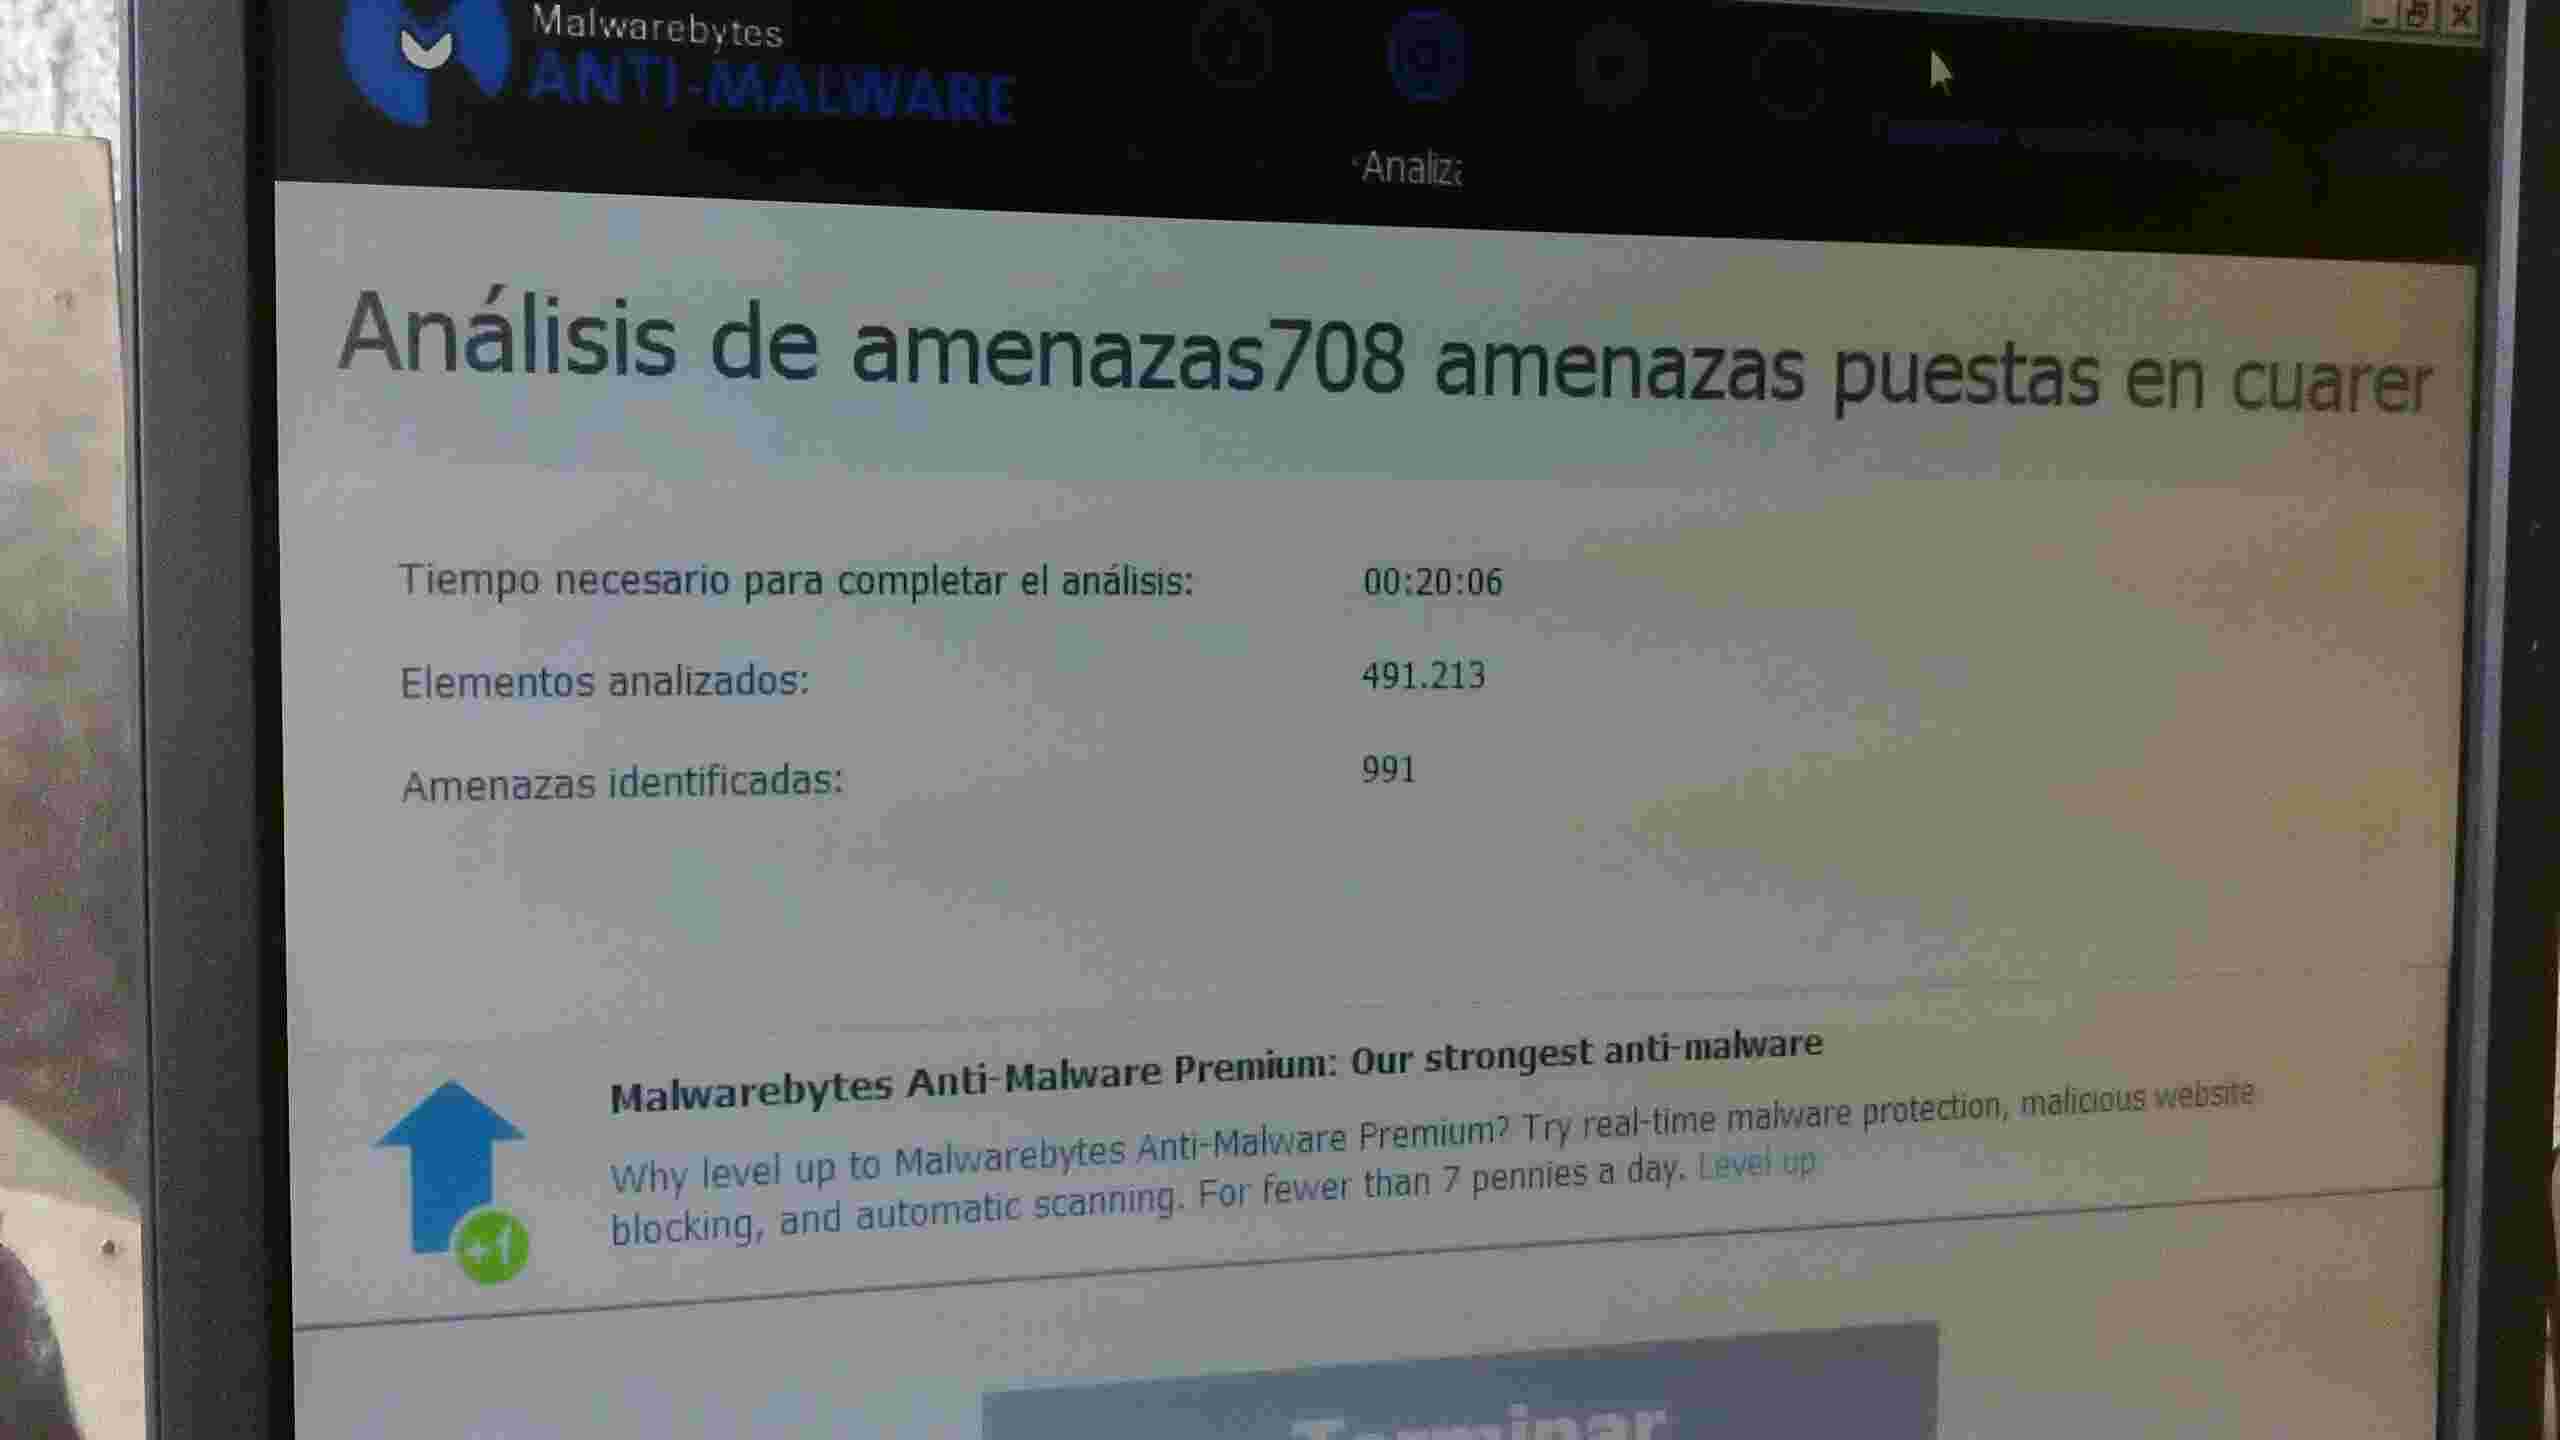 Malwarebytes
ANTI-MALWARE
Analiza
Análisis de amenazas708 amenazas puestas en cuarer
Tiempo necesario para completar el análisis: 00:20:06
Elementos analizados: 491.213
Amenazas identificadas: 991
Malwarebytes Anti-Malware Premium: Our strongest anti-malware
Why level up to Malwarebytes Anti-Malware Premium? Try real-time malware protection, malicious website
blocking, and automatic scanning. For fewer than 7 pennies a day. Level up
+1
Terminar